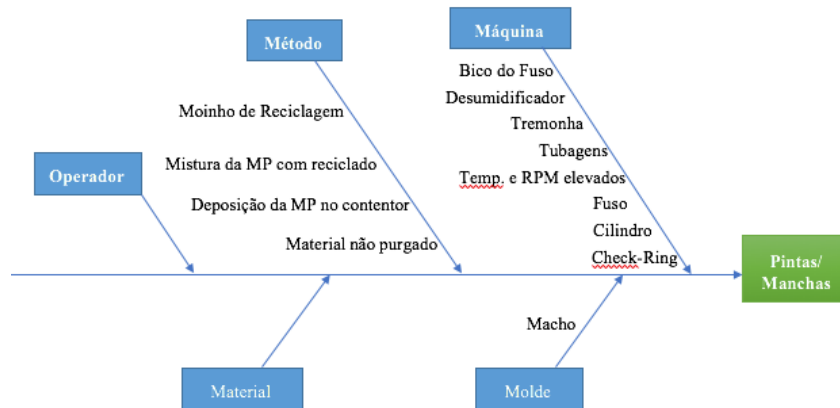 Máquina
Método
Bico do Fuso
Desumidificador
Moinho de Reciclagem
Tremonha
Tubagens
Operador
Mistura da MP com reciclado
Temp. e RPM elevados
Deposição da MP no contentor
Fuso
Cilindro
Material não purgado
Check-Ring
Pintas/
Manchas
Macho
Material
Molde